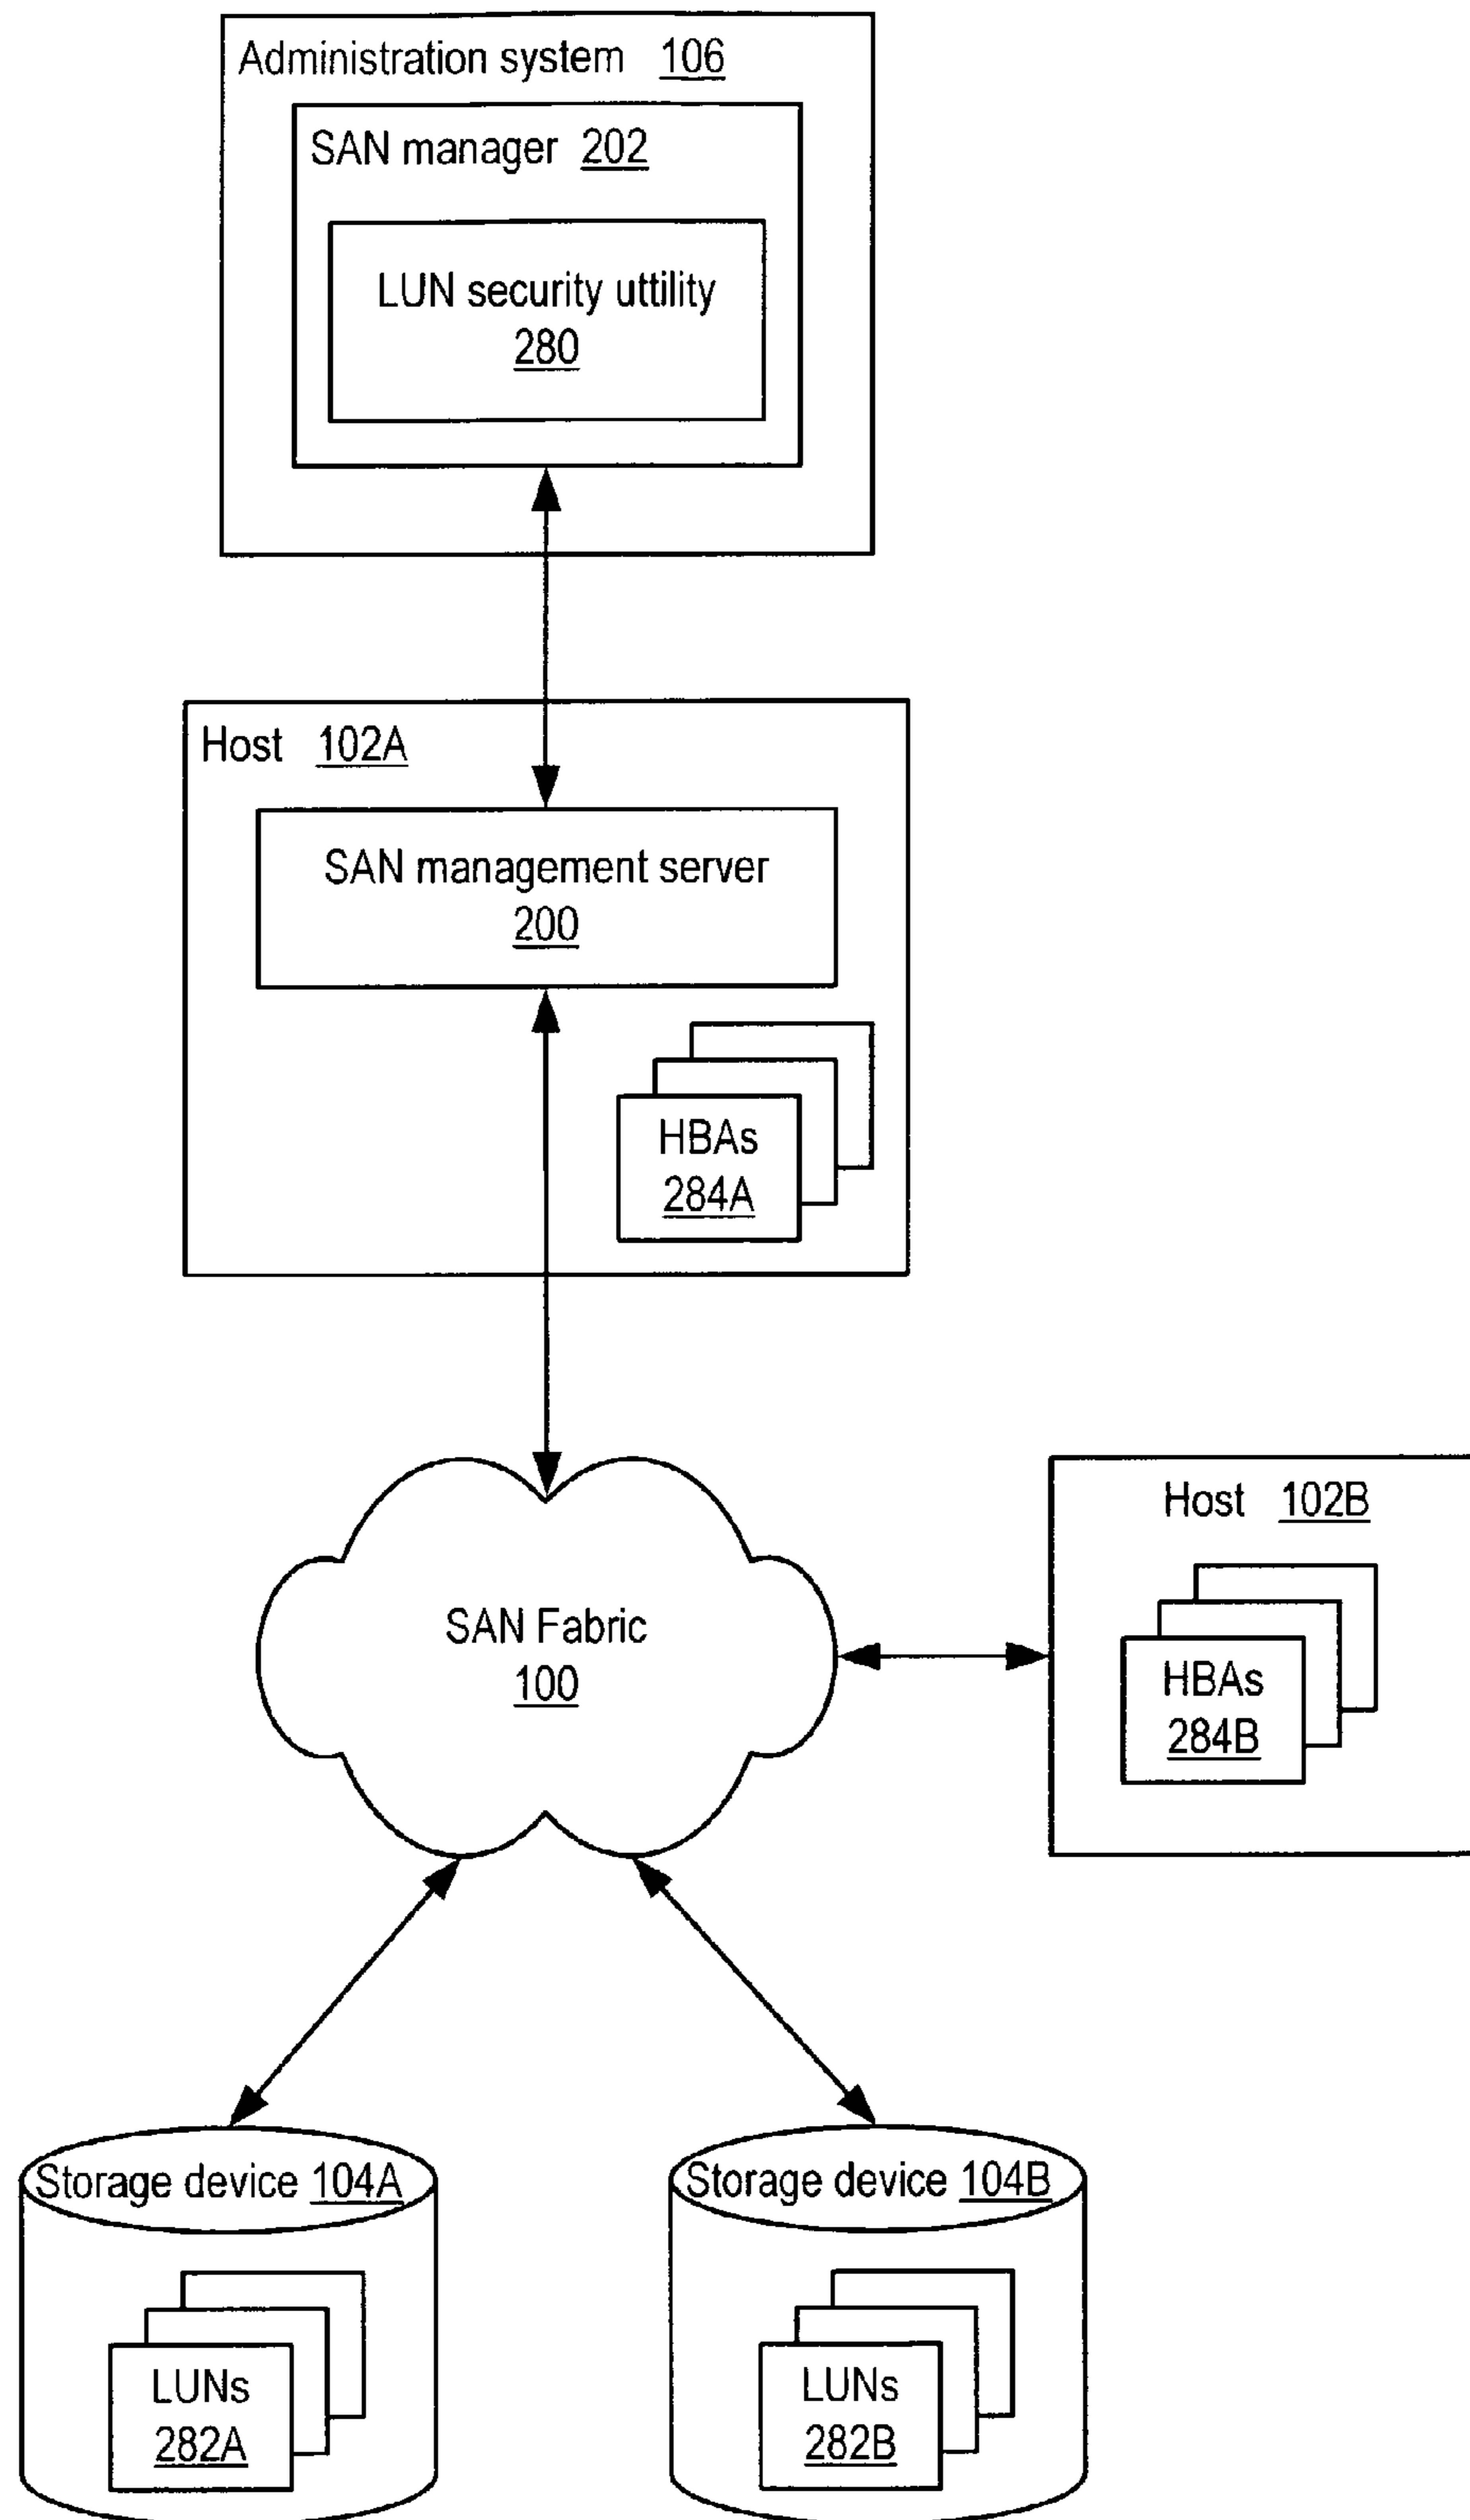 Administration system 106
SAN manager 202
LUN security uttility
280
Host 102A
SAN management server
200
HBAs
284A
Host 102B
SAN Fabric
100
HBAs
284B
Storage device 104A
Storage device 104B
LUNs
282A
LUNs
282B